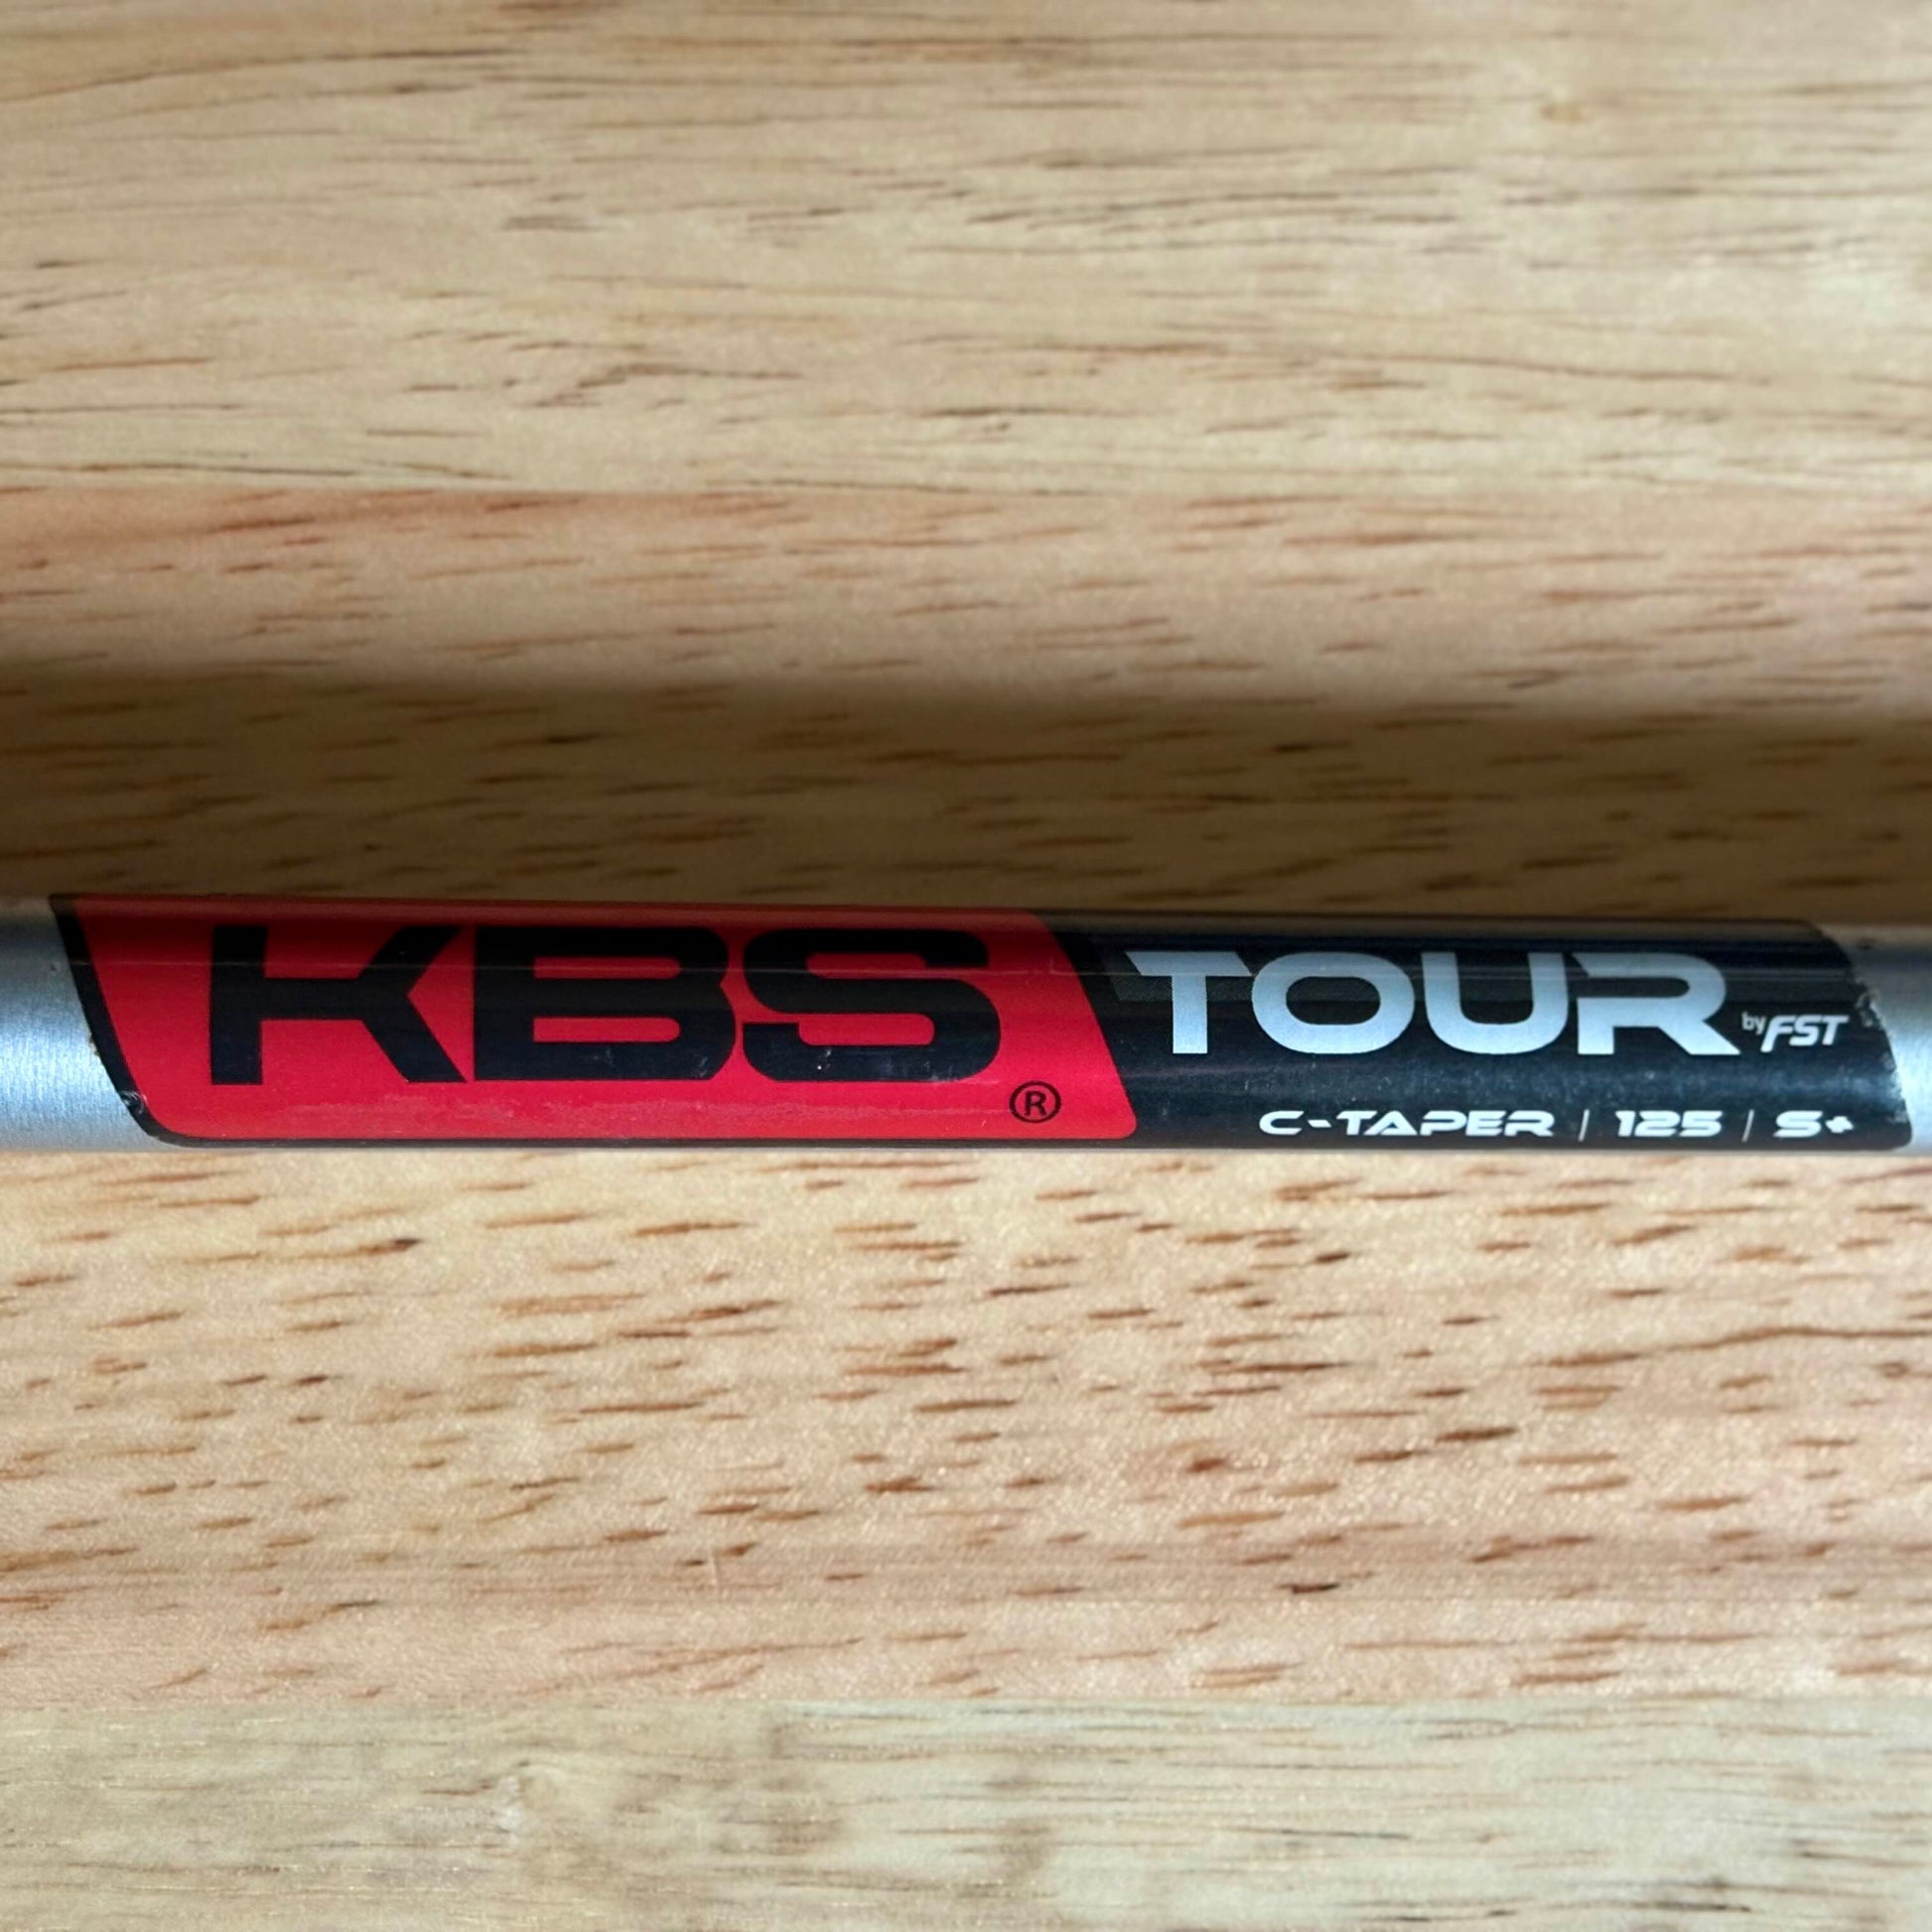 KBS® TOUR by FST
C-TAPER | 125 | S+